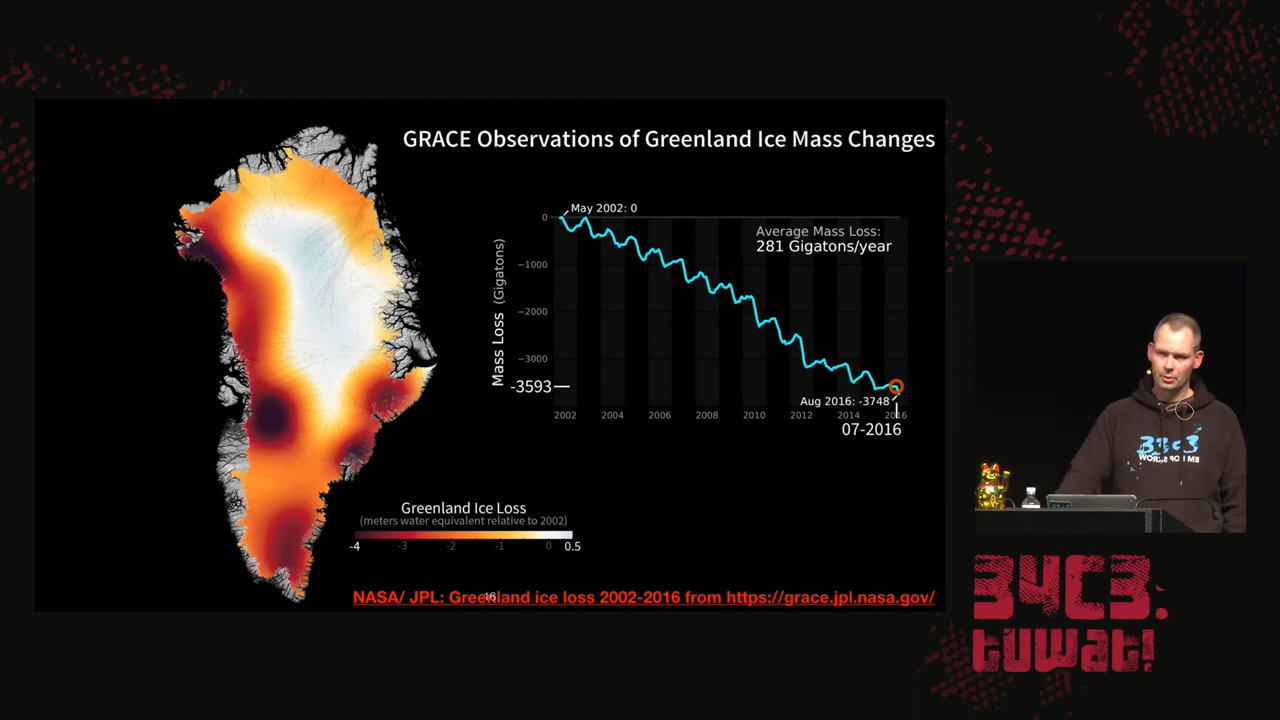 GRACE Observations of Greenland Ice Mass Changes
May 2002: 0
Average Mass Loss:
281 Gigatons/year
Mass Loss (Gigatons)
0
−1000
−2000
−3000
-3593
Aug 2016: -3748
2002 2004 2006 2008 2010 2012 2014 2016
07-2016
Greenland Ice Loss
(meters water equivalent relative to 2002)
-4 -3 -2 -1 0 0.5
NASA/ JPL: Greenland ice loss 2002-2016 from https://grace.jpl.nasa.gov/
16
33c3
34C3.
tuwat!